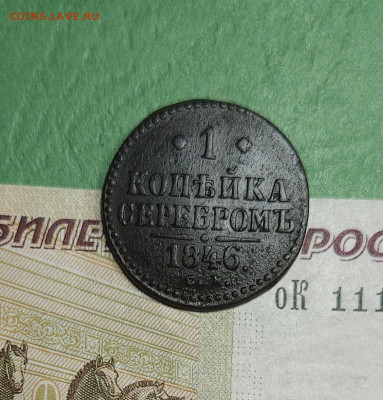 COINS.LAVE.RU
1
КОПѢЙКА
СЕРЕБРОМЪ
1846.
С.М.
БИЛЕ РОС
оК 111